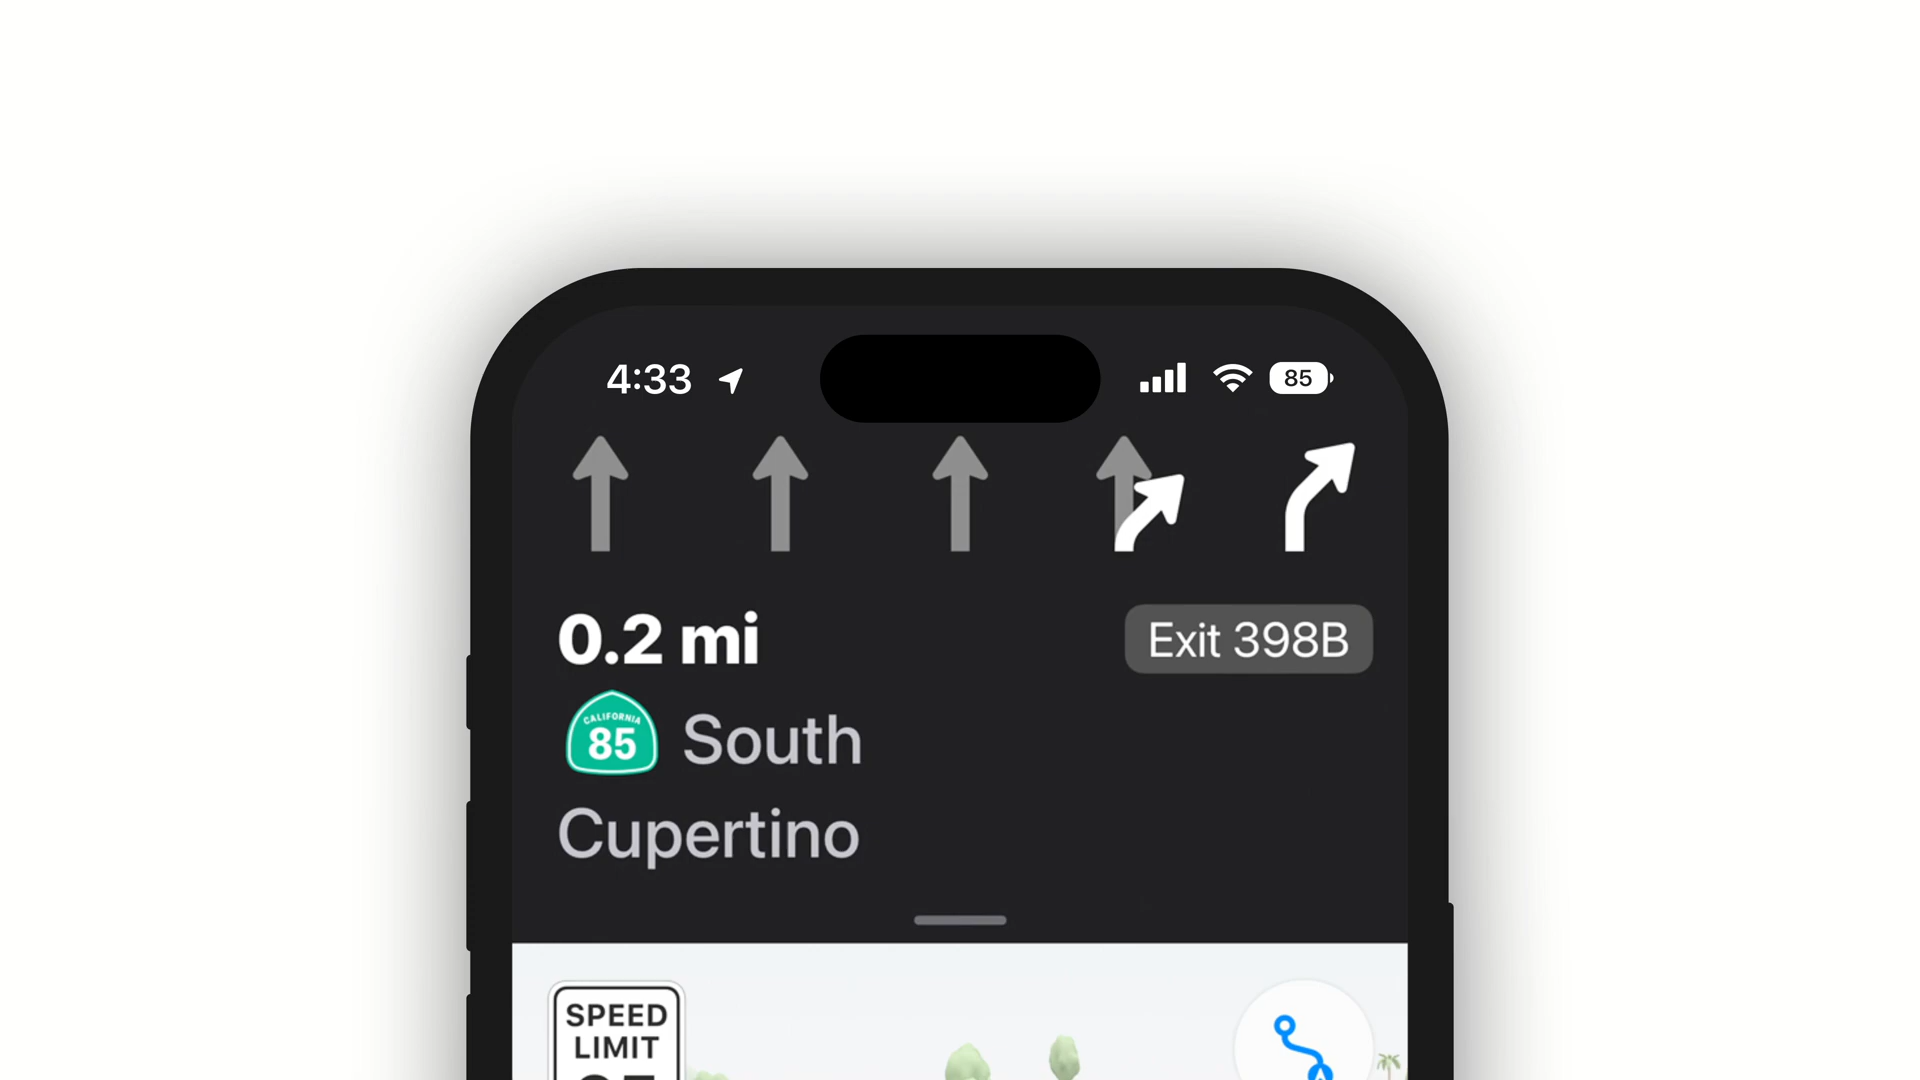 4:33
85
0.2 mi
Exit 398B
CALIFORNIA
85
South
Cupertino
SPEED
LIMIT